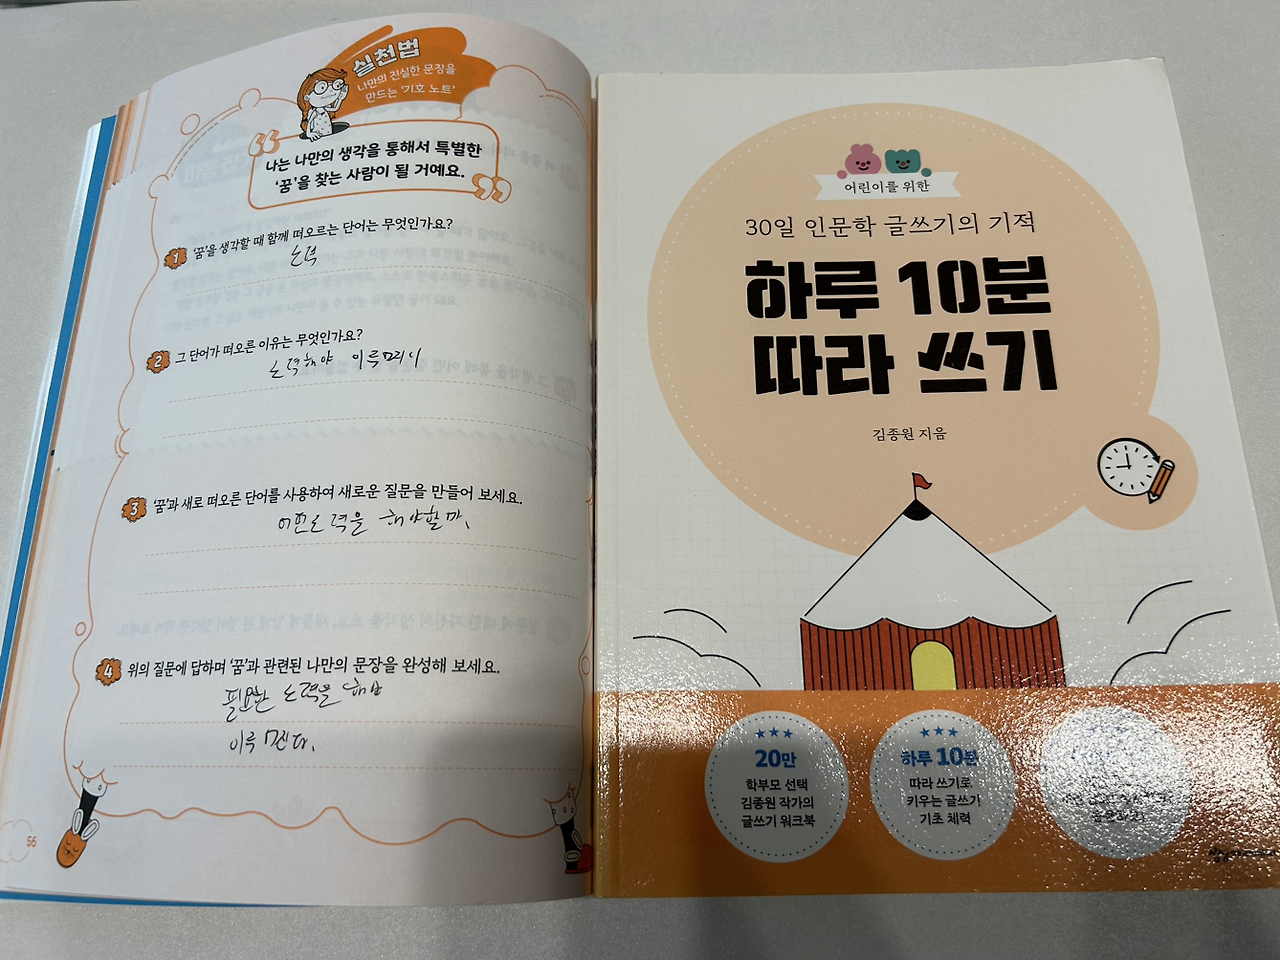 실천법
나만의 진실한 문장을
만드는 '기호 노트'
나는 나만의 생각을 통해서 특별한
'꿈'을 찾는 사람이 될 거예요.
1 '꿈'을 생각할 때 함께 떠오르는 단어는 무엇인가요?
노력
2 그 단어가 떠오른 이유는 무엇인가요?
노력해야 이루
3 '꿈'과 새로 떠오른 단어를 사용하여 새로운 질문을 만들어 보세요.
어떤 노력을 해야할까.
4 위의 질문에 답하며 '꿈'과 관련된 나만의 문장을 완성해 보세요.
필요한 노력을 해야
이루
56
어린이를 위한
30일 인문학 글쓰기의 기적
하루 10분
따라 쓰기
김종원 지음
20만
학부모 선택
김종원 작가의
글쓰기 워크북
하루 10분
따라 쓰기로
키우는 글쓰기
기초 체력